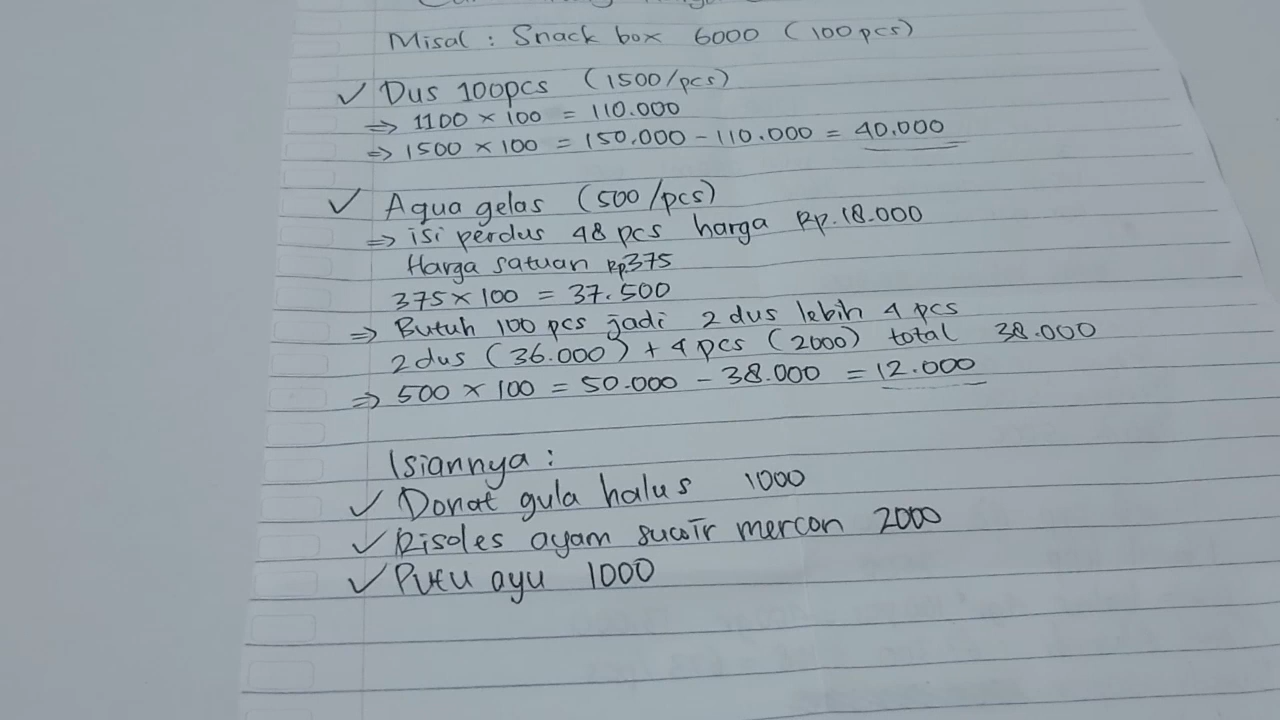 Misal : Snack box 6000 (100 pcs)
✓ Dus 100pcs (1500/pcs)
⇒ 1100 × 100 = 110.000
⇒ 1500 × 100 = 150.000 - 110.000 = 40.000
✓ Aqua gelas (500/pcs)
⇒ isi perdus 48 pcs harga Rp.18.000
Harga satuan Rp375
375 × 100 = 37.500
⇒ Butuh 100 pcs jadi 2 dus lebih 4 pcs
2 dus (36.000) + 4 pcs (2000) total 38.000
⇒ 500 × 100 = 50.000 - 38.000 = 12.000
Isiannya :
✓ Donat gula halus 1000
✓ Risoles ayam suwir mercon 2000
✓ Putu ayu 1000